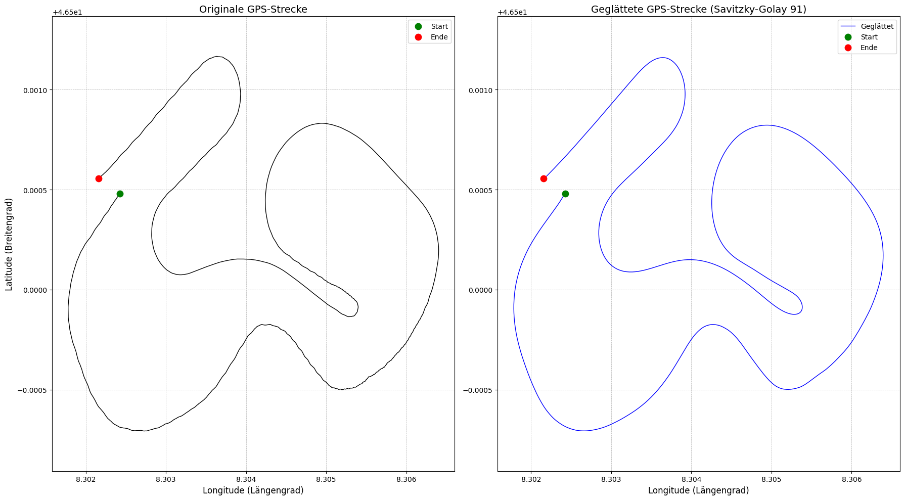 Originale GPS-Strecke
+4.65e1
Start
Ende
0.0010
0.0005
0.0000
−0.0005
8.302 8.303 8.304 8.305 8.306
Longitude (Längengrad)
Latitude (Breitengrad)
Geglättete GPS-Strecke (Savitzky-Golay 91)
+4.65e1
Geglättet
Start
Ende
0.0010
0.0005
0.0000
−0.0005
8.302 8.303 8.304 8.305 8.306
Longitude (Längengrad)